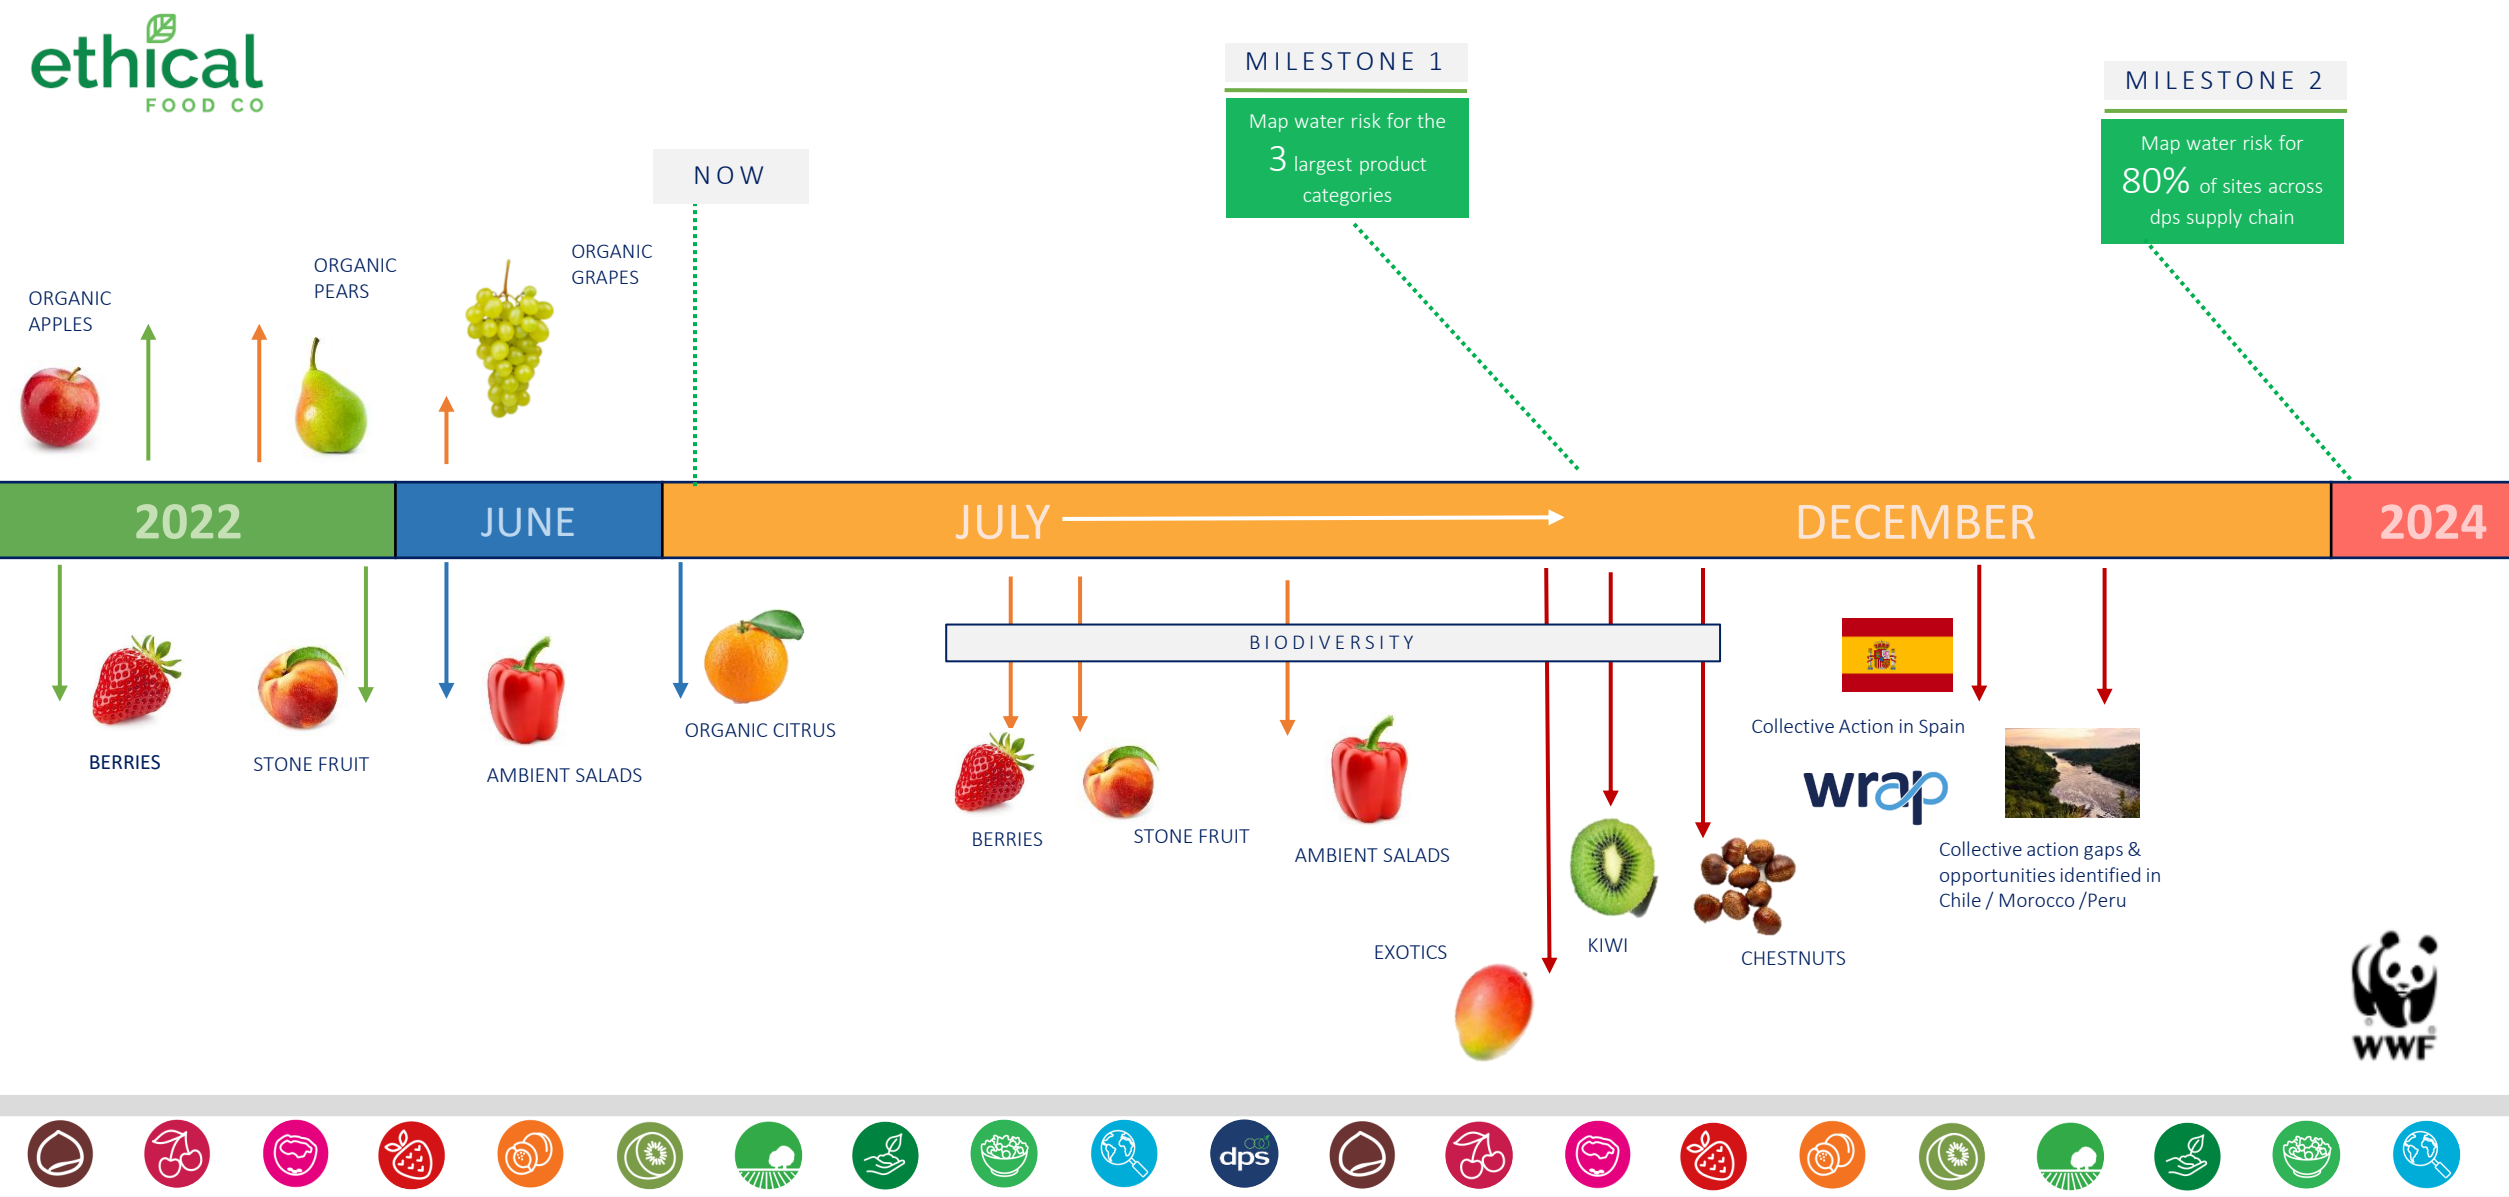 ethical
FOOD CO
MILESTONE 1
Map water risk for the
3 largest product
categories
MILESTONE 2
Map water risk for
80% of sites across
dps supply chain
NOW
ORGANIC
APPLES
ORGANIC
PEARS
ORGANIC
GRAPES
2022
JUNE
JULY
DECEMBER
2024
BERRIES
STONE FRUIT
AMBIENT SALADS
ORGANIC CITRUS
BIODIVERSITY
BERRIES
STONE FRUIT
AMBIENT SALADS
EXOTICS
KIWI
CHESTNUTS
Collective Action in Spain
wrap
Collective action gaps &
opportunities identified in
Chile / Morocco /Peru
WWF
dps